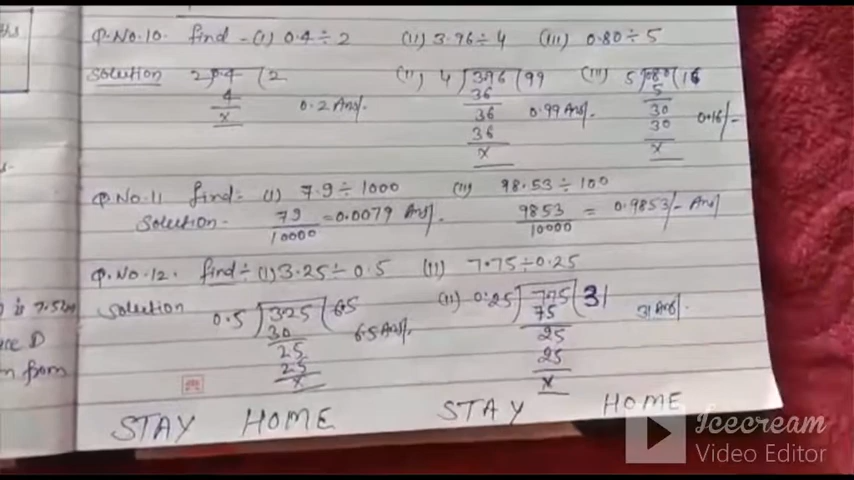 Q.No.10. find - (i) 0.4÷2 (ii) 3.96÷4 (iii) 0.80÷5
Solution 2)0.4(2 (ii) 4)396(99 (iii) 5)080(16
4 36 5
x 0.2 Ans/. 36 0.99 Ans/. 30 0.16/-
36 30
x x
Q.No.11 find:- (i) 7.9÷1000 (ii) 98.53÷100
Solution- 79/10000 = 0.0079 Ans/. 9853/10000 = 0.9853/- Ans/
Q.No.12. find÷ (i) 3.25÷0.5 (ii) 7.75÷0.25
Solution 0.5)325(65 (ii) 0.25)775(31
30 6.5 Ans/. 75 31 Ans/.
25 25
25 25
x x
STAY HOME STAY HOME
is 7.5
D
from
Icecream
Video Editor